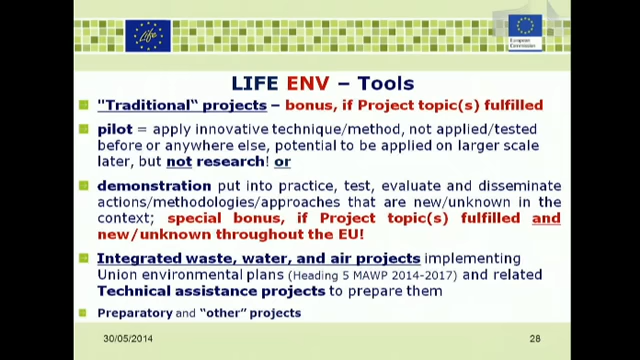 Life
European
Commission
LIFE ENV – Tools
"Traditional“ projects – bonus, if Project topic(s) fulfilled
pilot = apply innovative technique/method, not applied/tested
before or anywhere else, potential to be applied on larger scale
later, but not research! or
demonstration put into practice, test, evaluate and disseminate
actions/methodologies/approaches that are new/unknown in the
context; special bonus, if Project topic(s) fulfilled and
new/unknown throughout the EU!
Integrated waste, water, and air projects implementing
Union environmental plans (Heading 5 MAWP 2014-2017) and related
Technical assistance projects to prepare them
Preparatory and “other” projects
30/05/2014
28